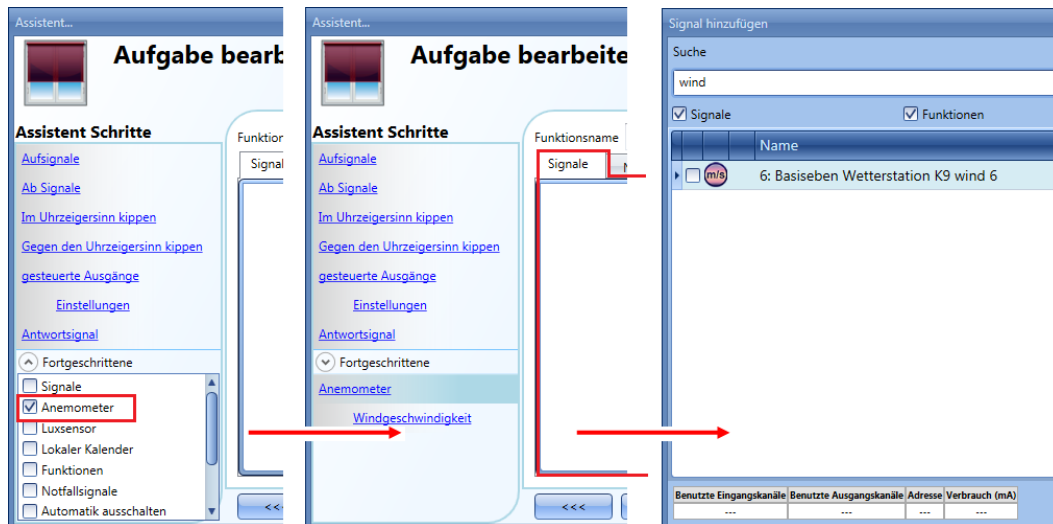 Assistent...
Aufgabe bearb
Assistent Schritte
Aufsignale
Ab Signale
Im Uhrzeigersinn kippen
Gegen den Uhrzeigersinn kippen
gesteuerte Ausgänge
Einstellungen
Antwortsignal
Fortgeschrittene
Signale
Anemometer
Luxsensor
Lokaler Kalender
Funktionen
Notfallsignale
Automatik ausschalten
Funktion
Signal
<<<
Assistent...
Aufgabe bearbeite
Assistent Schritte
Aufsignale
Ab Signale
Im Uhrzeigersinn kippen
Gegen den Uhrzeigersinn kippen
gesteuerte Ausgänge
Einstellungen
Antwortsignal
Fortgeschrittene
Anemometer
Windgeschwindigkeit
Funktionsname
Signale
<<<
Signal hinzufügen
Suche
wind
Signale Funktionen
Name
m/s 6: Basiseben Wetterstation K9 wind 6
Benutzte Eingangskanäle Benutzte Ausgangskanäle Adresse Verbrauch (mA)
--- --- --- ---